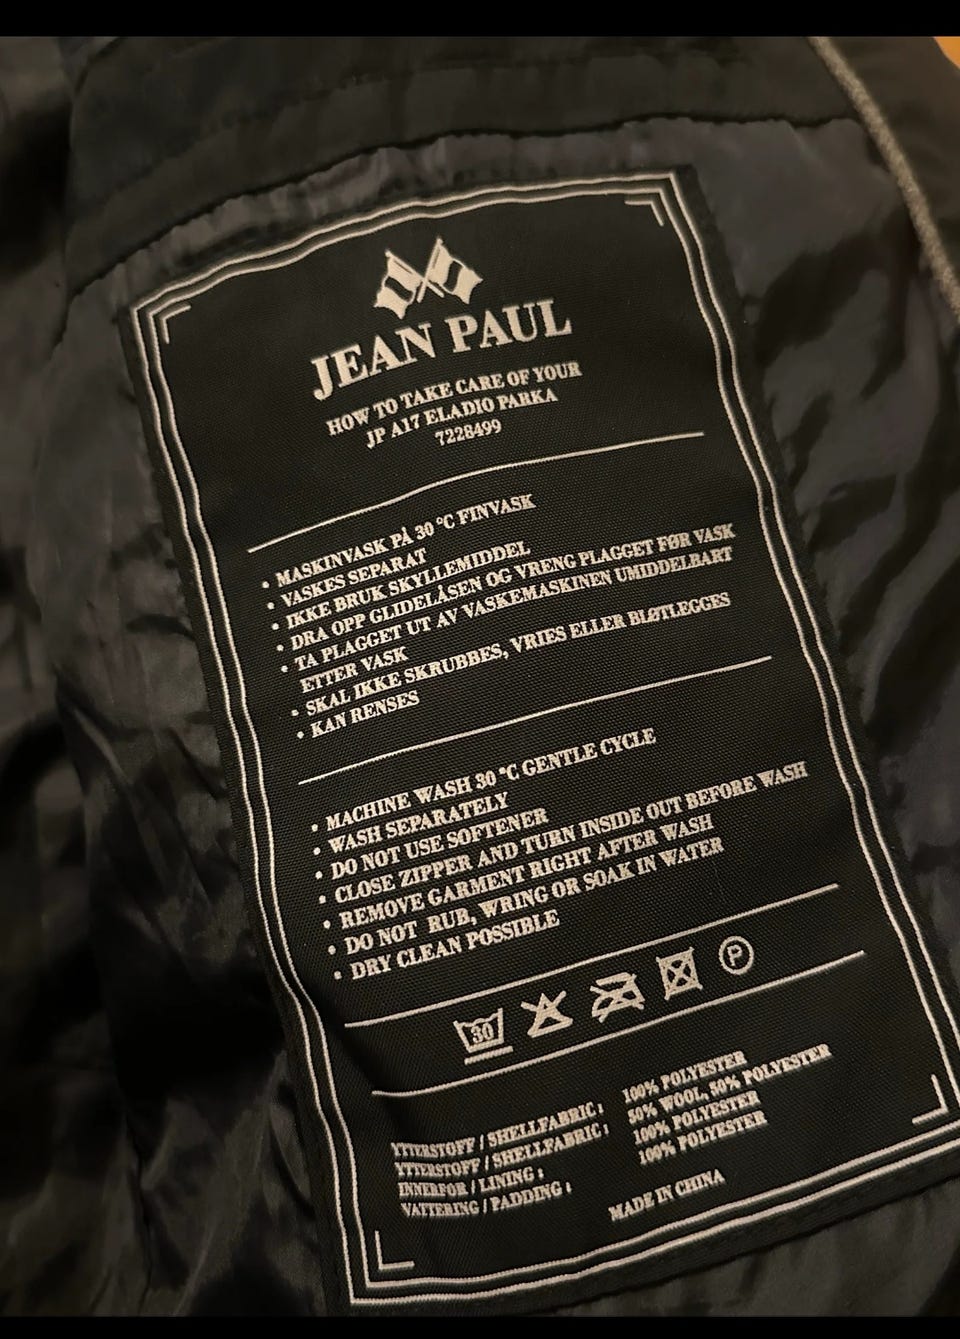 JEAN PAUL
HOW TO TAKE CARE OF YOUR
JP A17 ELADIO PARKA
7228499
• MASKINVASK PÅ 30 °C FINVASK
• VASKES SEPARAT
• IKKE BRUK SKYLLEMIDDEL
• DRA OPP GLIDELÅSEN OG VRENG PLAGGET FØR VASK
• TA PLAGGET UT AV VASKEMASKINEN UMIDDELBART
ETTER VASK
• SKAL IKKE SKRUBBES, VRIES ELLER BLØTLEGGES
• KAN RENSES
• MACHINE WASH 30 °C GENTLE CYCLE
• WASH SEPARATELY
• DO NOT USE SOFTENER
• CLOSE ZIPPER AND TURN INSIDE OUT BEFORE WASH
• REMOVE GARMENT RIGHT AFTER WASH
• DO NOT RUB, WRING OR SOAK IN WATER
• DRY CLEAN POSSIBLE
30 P
YTTERSTOFF / SHELLFABRIC: 100% POLYESTER
YTTERSTOFF / SHELLFABRIC: 50% WOOL, 50% POLYESTER
INNERFOR / LINING: 100% POLYESTER
VATTERING / PADDING: 100% POLYESTER
MADE IN CHINA